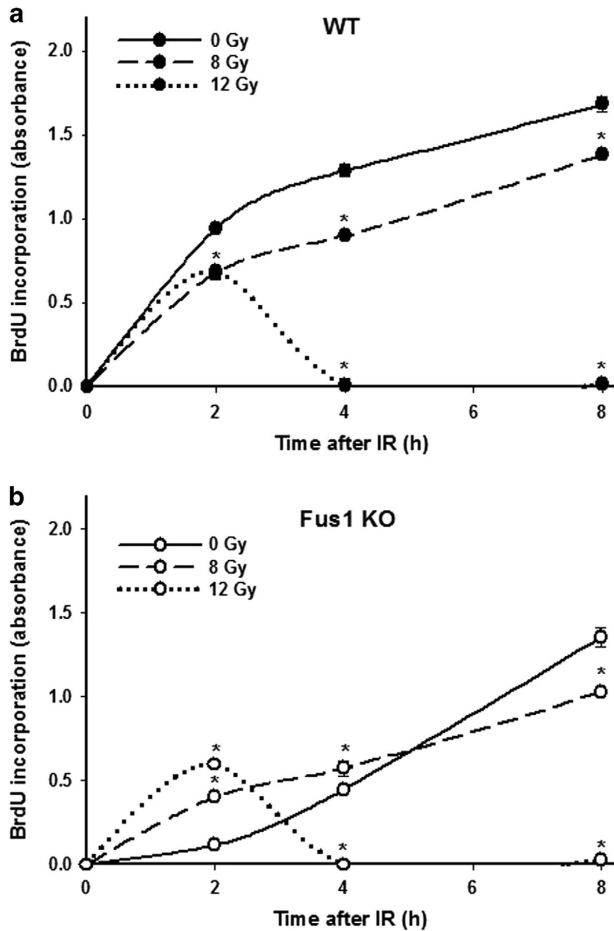 a
WT
0 Gy
8 Gy
12 Gy
BrdU incorporation (absorbance)
2.0
1.5
1.0
0.5
0.0
*
*
*
*
*
0 2 4 6 8
Time after IR (h)
b
Fus1 KO
0 Gy
8 Gy
12 Gy
BrdU incorporation (absorbance)
2.0
1.5
1.0
0.5
0.0
*
*
*
*
*
*
0 2 4 6 8
Time after IR (h)